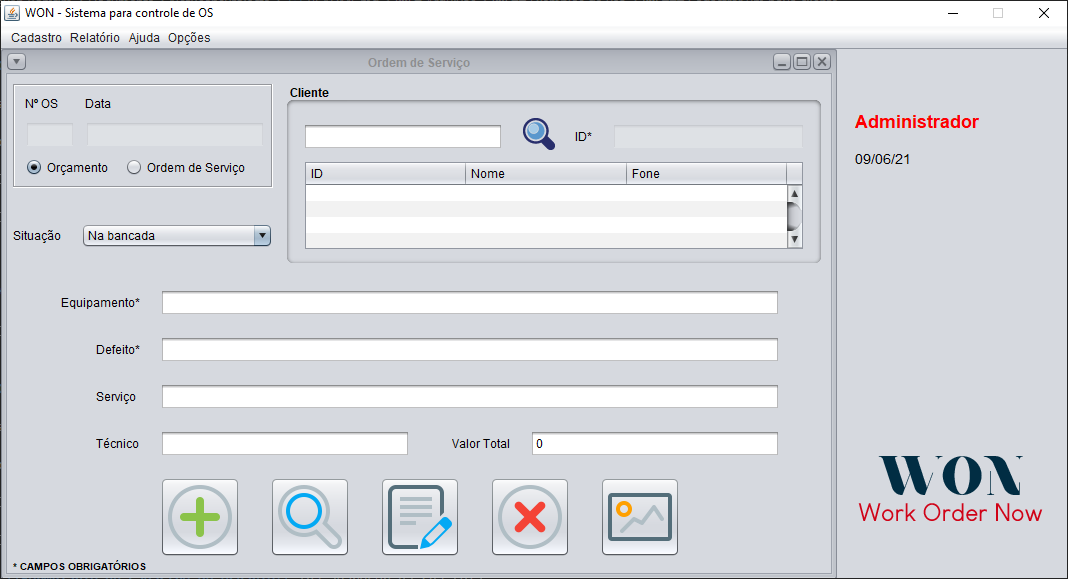 WON - Sistema para controle de OS
Cadastro Relatório Ajuda Opções
Ordem de Serviço
Nº OS Data
Orçamento Ordem de Serviço
Situação Na bancada
Cliente
ID*
ID Nome Fone
Equipamento*
Defeito*
Serviço
Técnico Valor Total 0
* CAMPOS OBRIGATÓRIOS
Administrador
09/06/21
WON
Work Order Now